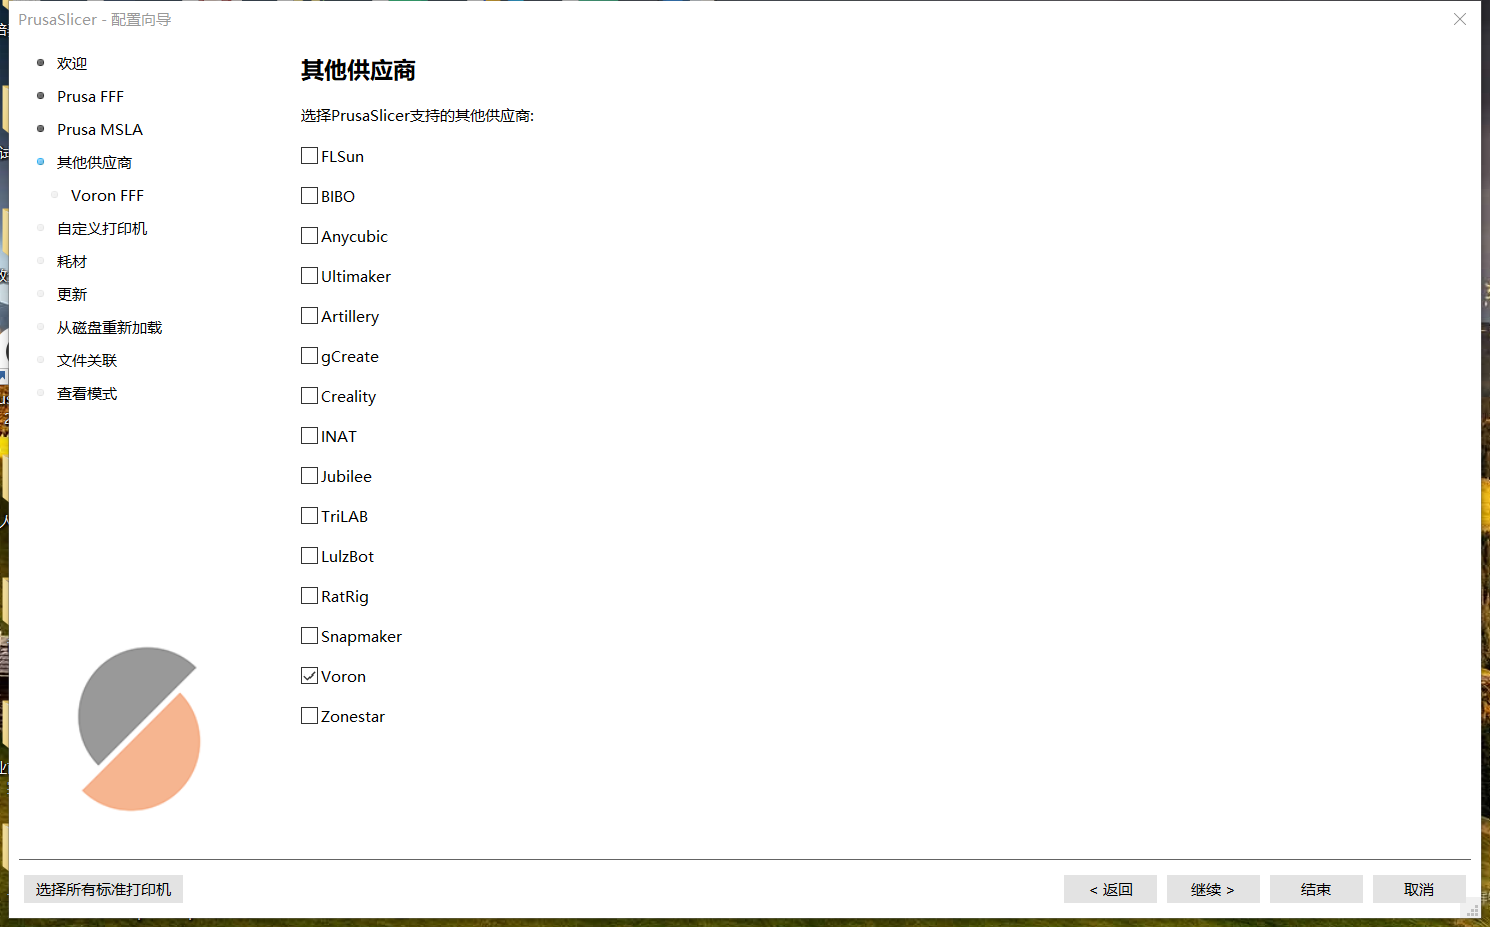 PrusaSlicer - 配置向导
欢迎
Prusa FFF
Prusa MSLA
其他供应商
Voron FFF
自定义打印机
耗材
更新
从磁盘重新加载
文件关联
查看模式
其他供应商
选择PrusaSlicer支持的其他供应商:
FLSun
BIBO
Anycubic
Ultimaker
Artillery
gCreate
Creality
INAT
Jubilee
TriLAB
LulzBot
RatRig
Snapmaker
Voron
Zonestar
选择所有标准打印机
< 返回
继续 >
结束
取消